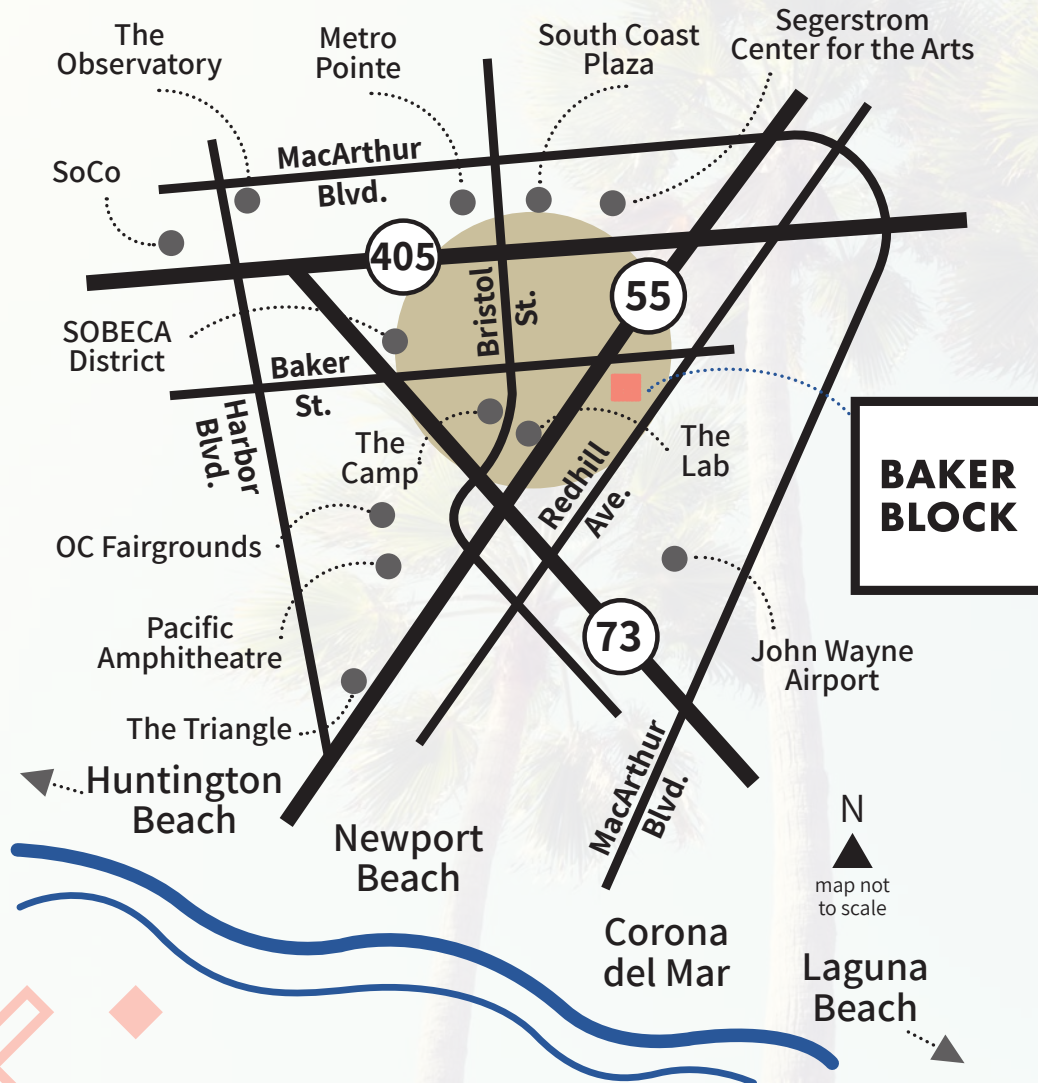 The
Observatory
Metro
Pointe
South Coast
Plaza
Segerstrom
Center for the Arts
SoCo
MacArthur
Blvd.
405
55
Bristol
St.
SOBECA
District
Baker
St.
Harbor
Blvd.
The
Camp
The
Lab
Redhill
Ave.
BAKER
BLOCK
OC Fairgrounds
Pacific
Amphitheatre
73
John Wayne
Airport
The Triangle
MacArthur
Blvd.
Huntington
Beach
Newport
Beach
N
map not
to scale
Corona
del Mar
Laguna
Beach